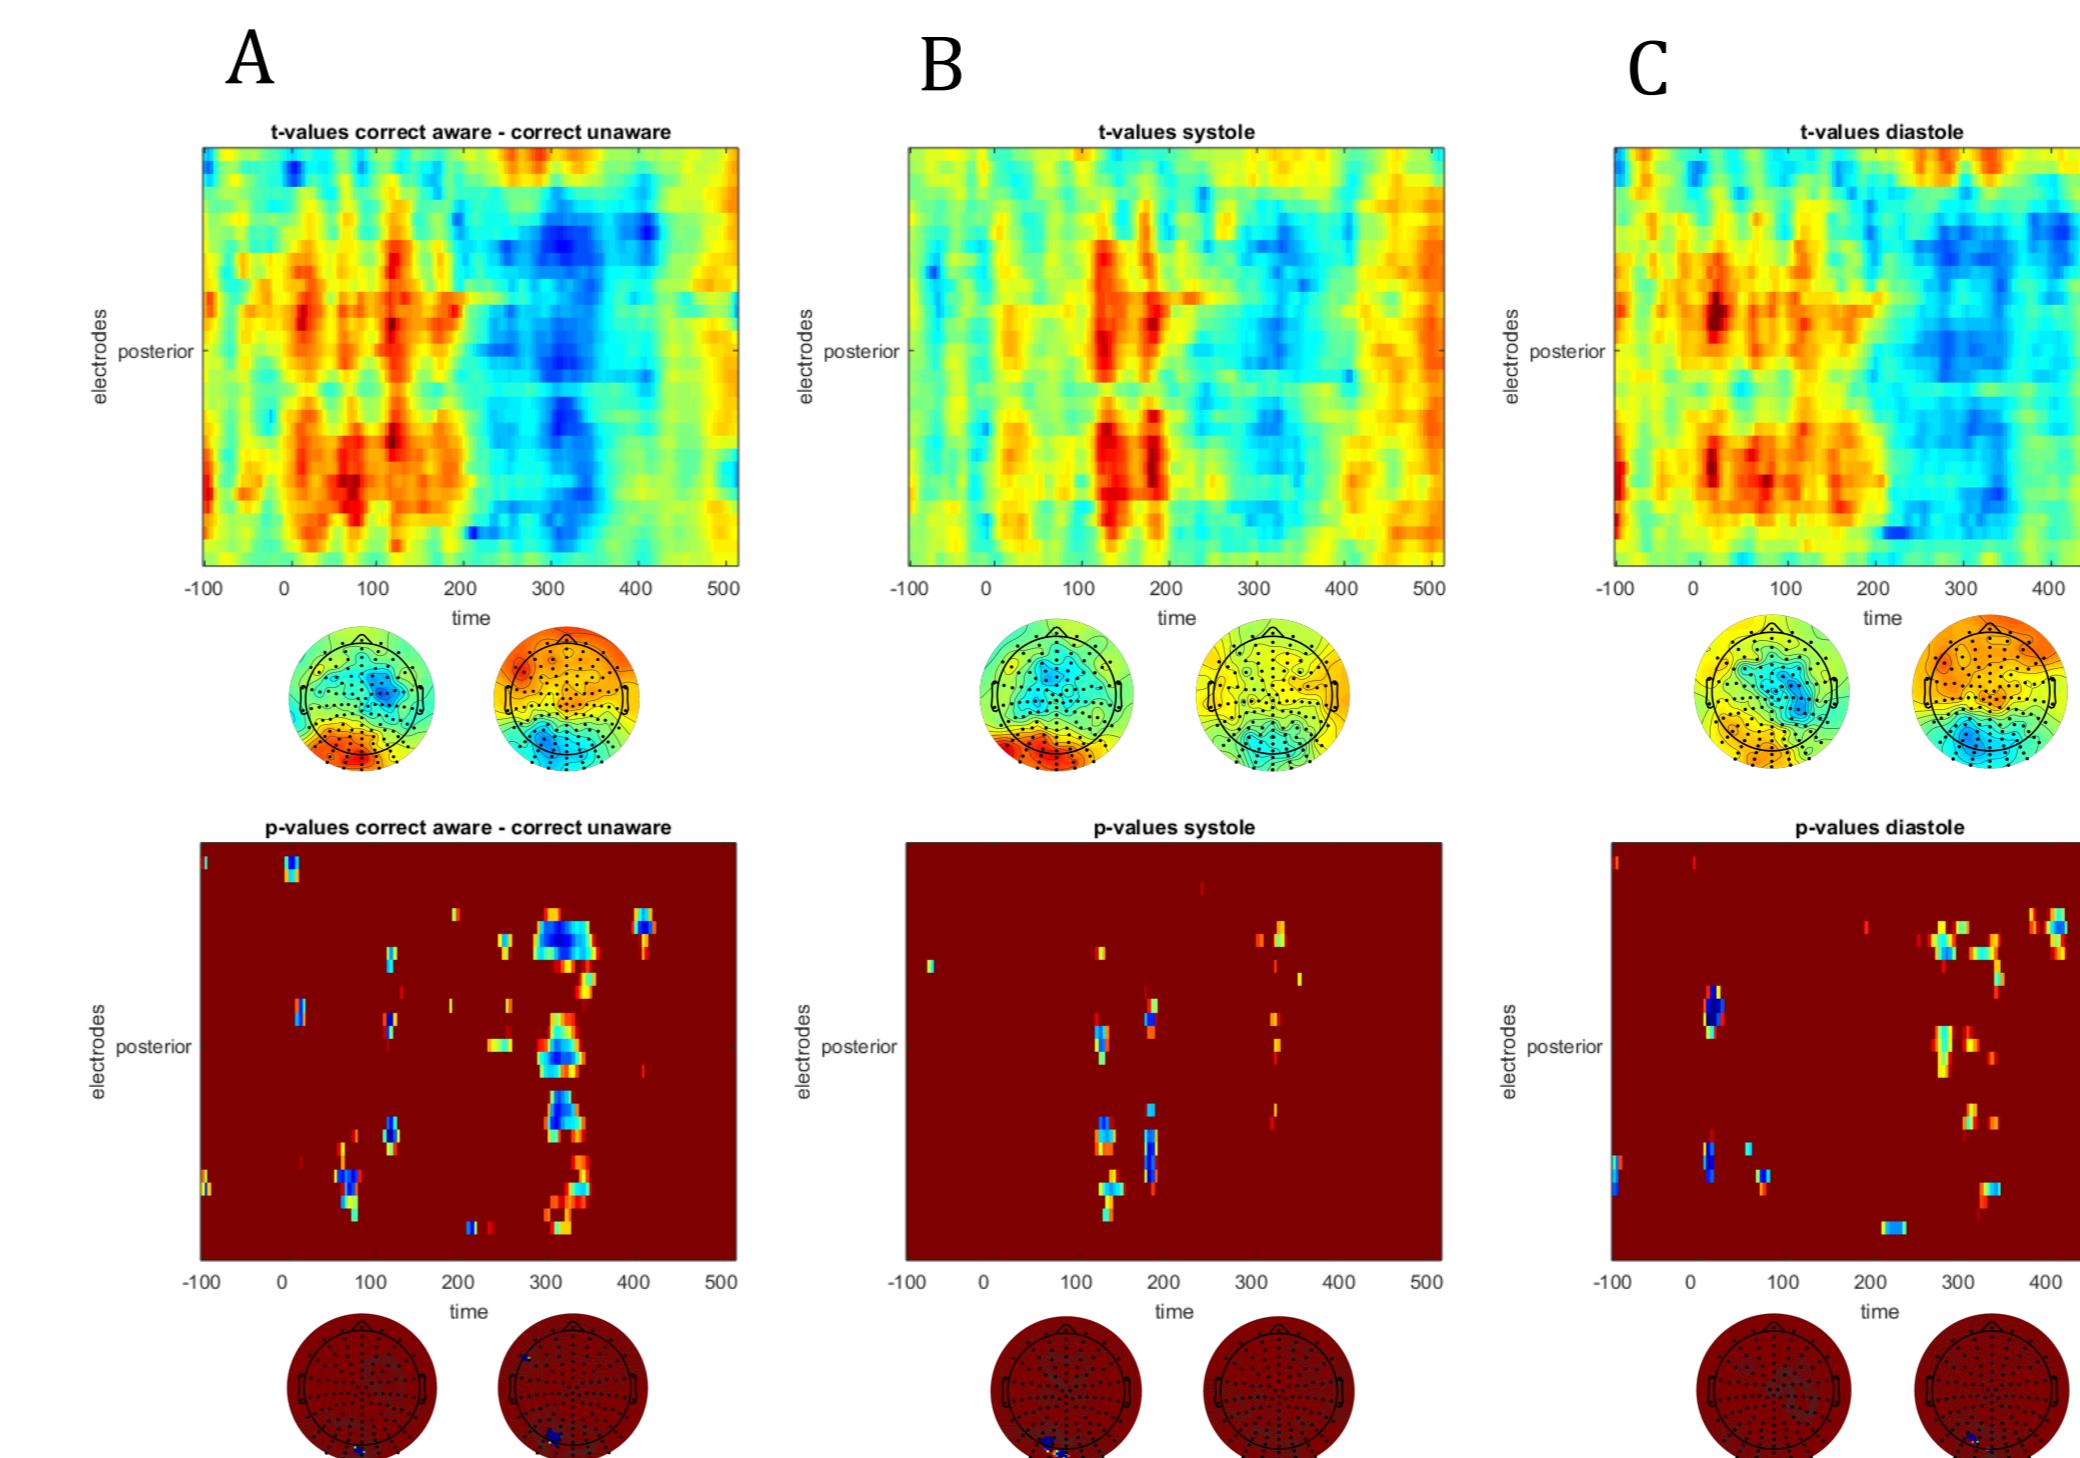 A B C
t-values correct aware - correct unaware
t-values systole
t-values diastole
electrodes
posterior
-100 0 100 200 300 400 500
time
electrodes
posterior
-100 0 100 200 300 400 500
time
electrodes
posterior
-100 0 100 200 300 400
time
p-values correct aware - correct unaware
p-values systole
p-values diastole
electrodes
posterior
-100 0 100 200 300 400 500
time
electrodes
posterior
-100 0 100 200 300 400 500
time
electrodes
posterior
-100 0 100 200 300 400
time